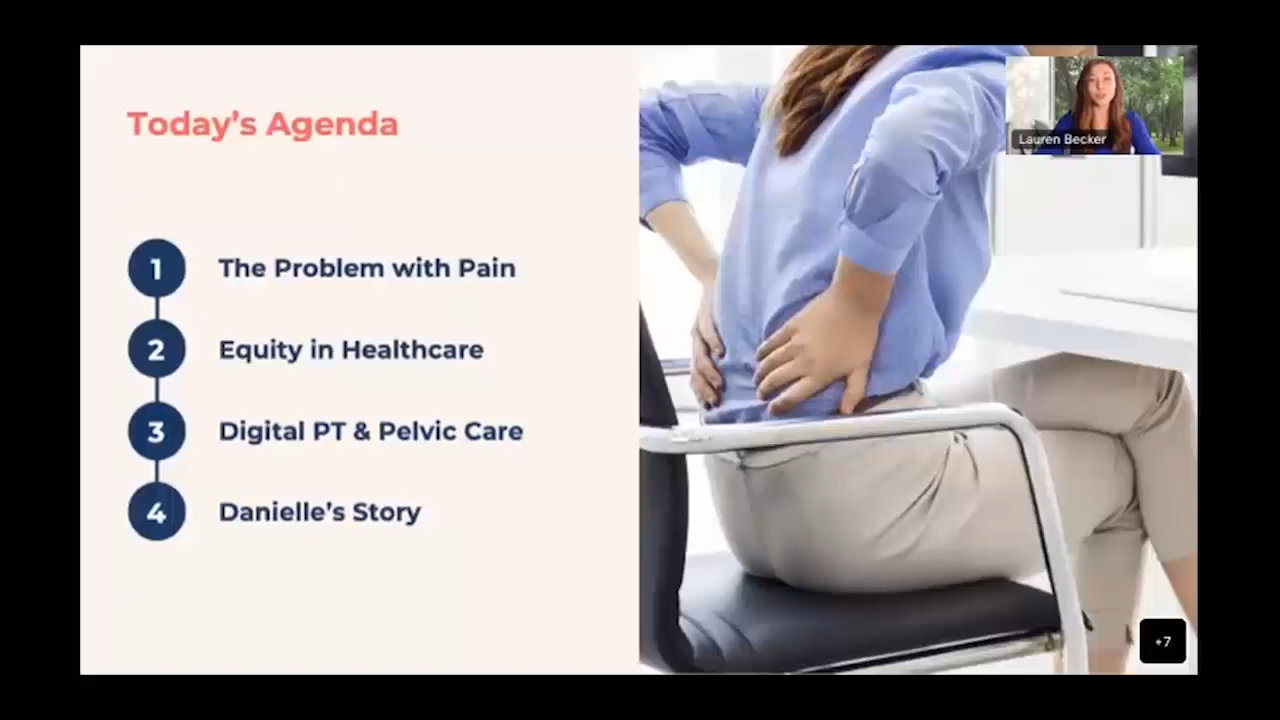 Today's Agenda
1 The Problem with Pain
2 Equity in Healthcare
3 Digital PT & Pelvic Care
4 Danielle's Story
Lauren Becker
+7